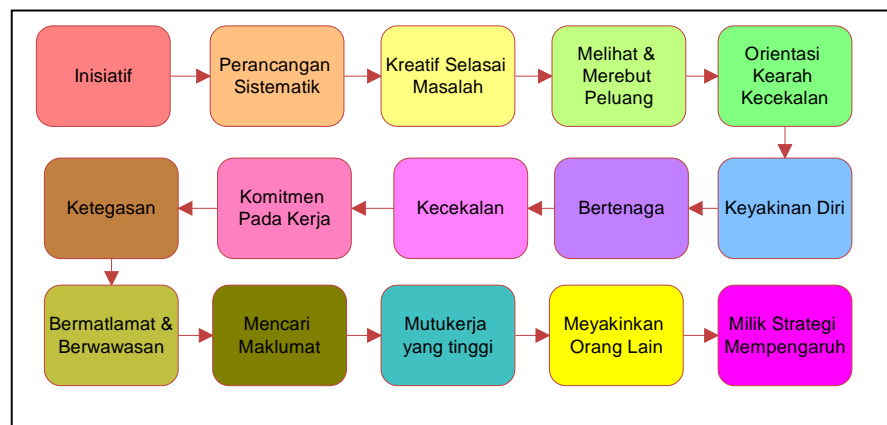 Inisiatif
Perancangan
Sistematik
Kreatif Selasai
Masalah
Melihat &
Merebut
Peluang
Orientasi
Kearah
Kecekalan
Ketegasan
Komitmen
Pada Kerja
Kecekalan
Bertenaga
Keyakinan Diri
Bermatlamat &
Berwawasan
Mencari
Maklumat
Mutukerja
yang tinggi
Meyakinkan
Orang Lain
Milik Strategi
Mempengaruh